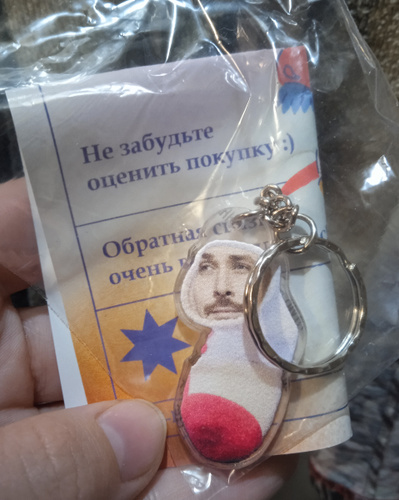 Не забудьте
оценить покупку :)
Обратная
очень